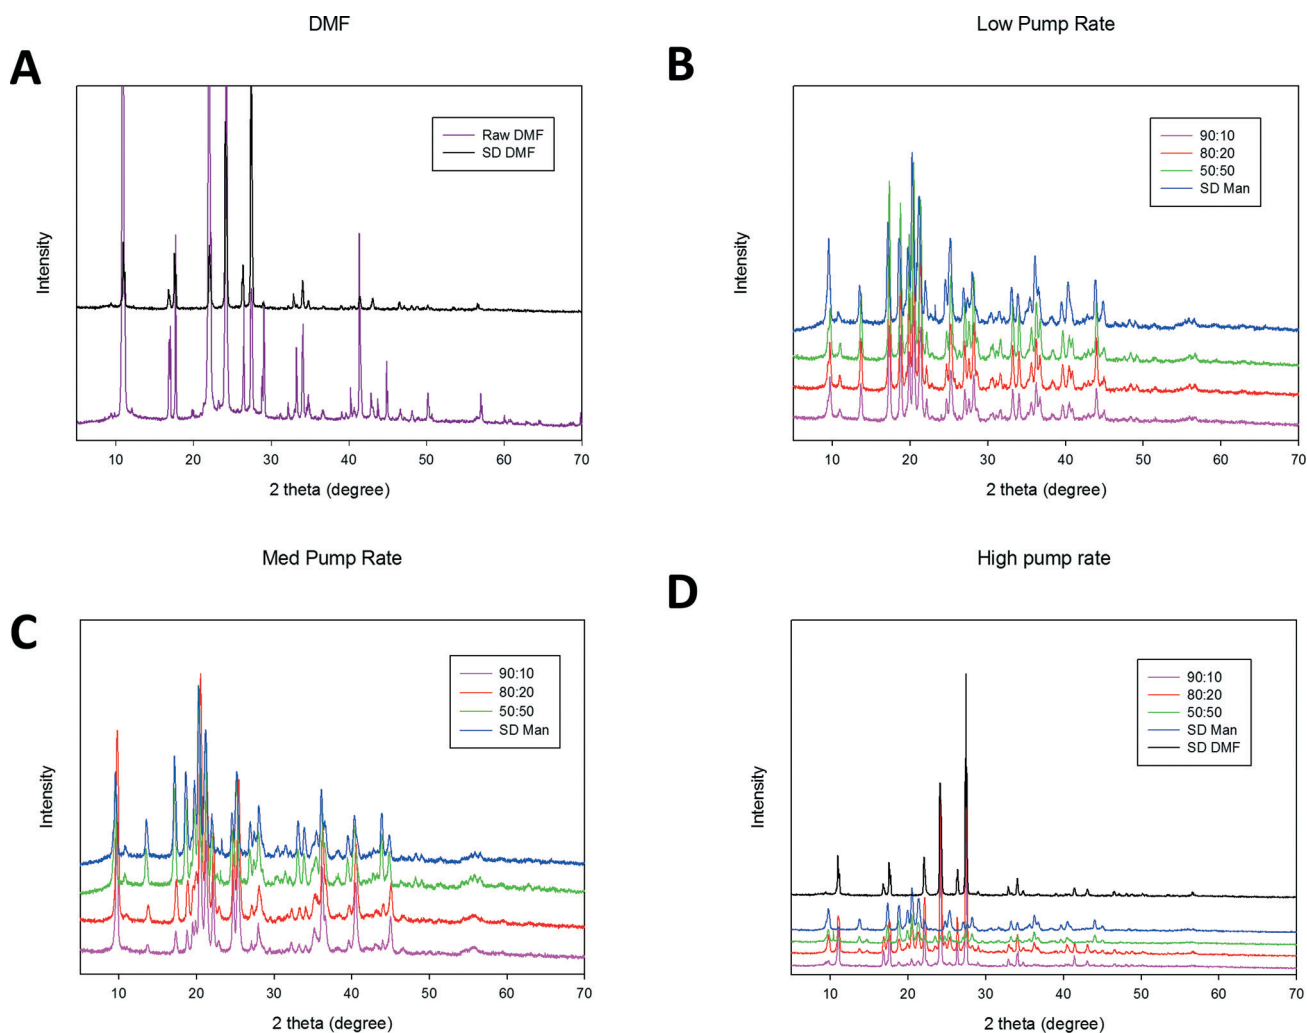 DMF
A
Raw DMF
SD DMF
Intensity
10 20 30 40 50 60 70
2 theta (degree)
Low Pump Rate
B
90:10
80:20
50:50
SD Man
Intensity
10 20 30 40 50 60 70
2 theta (degree)
Med Pump Rate
C
90:10
80:20
50:50
SD Man
Intensity
10 20 30 40 50 60 70
2 theta (degree)
High pump rate
D
90:10
80:20
50:50
SD Man
SD DMF
Intensity
10 20 30 40 50 60 70
2 theta (degree)